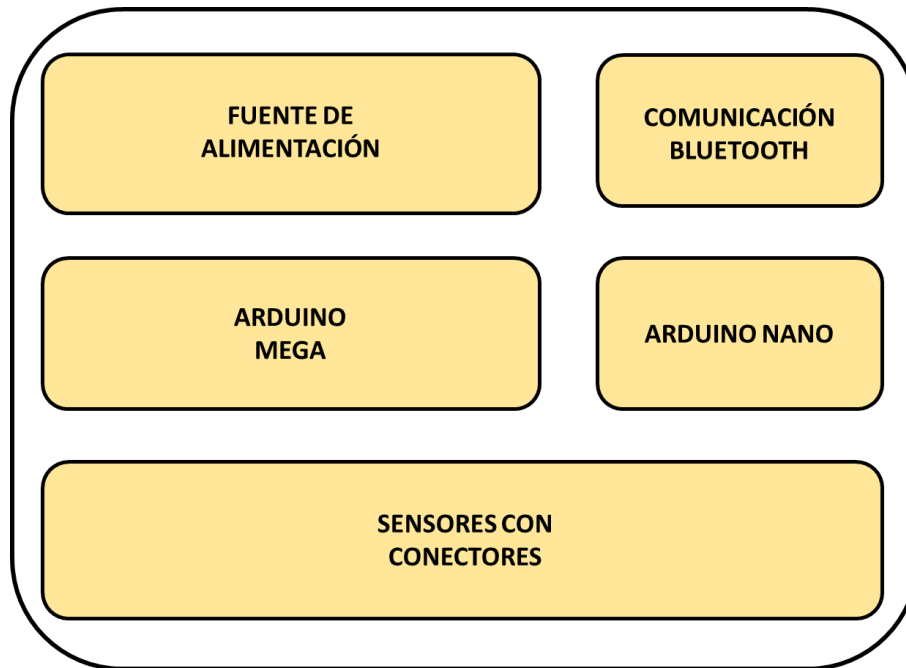 FUENTE DE
ALIMENTACIÓN
COMUNICACIÓN
BLUETOOTH
ARDUINO
MEGA
ARDUINO NANO
SENSORES CON
CONECTORES